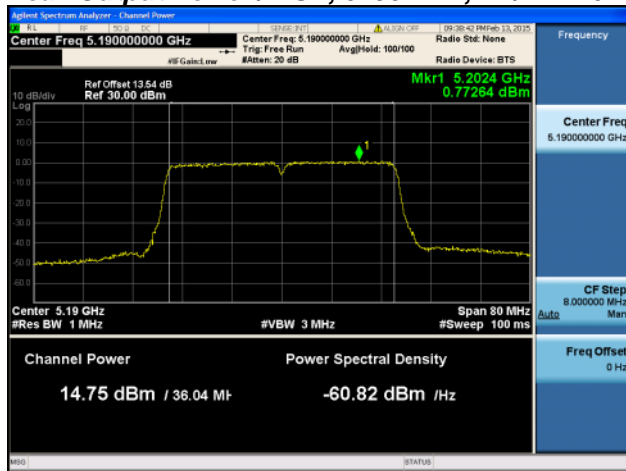 Agilent Spectrum Analyzer - Channel Power
RL RF 50 Ω DC SENSE:INT ALIGN OFF 09:38:42 PM Feb 13, 2015
Center Freq 5.190000000 GHz
Center Freq: 5.190000000 GHz
Radio Std: None
Trig: Free Run Avg|Hold: 100/100
#IFGain:Low #Atten: 20 dB Radio Device: BTS
Frequency
Mkr1 5.2024 GHz
0.77264 dBm
Ref Offset 13.54 dB
10 dB/div Ref 30.00 dBm
Log
20.0
10.0
0.00
-10.0
-20.0
-30.0
-40.0
-50.0
-60.0
1
Center 5.19 GHz Span 80 MHz
#Res BW 1 MHz #VBW 3 MHz #Sweep 100 ms
Channel Power Power Spectral Density
14.75 dBm / 36.04 MH -60.82 dBm /Hz
Center Freq
5.190000000 GHz
CF Step
8.000000 MHz
Auto Man
Freq Offset
0 Hz
MSG STATUS